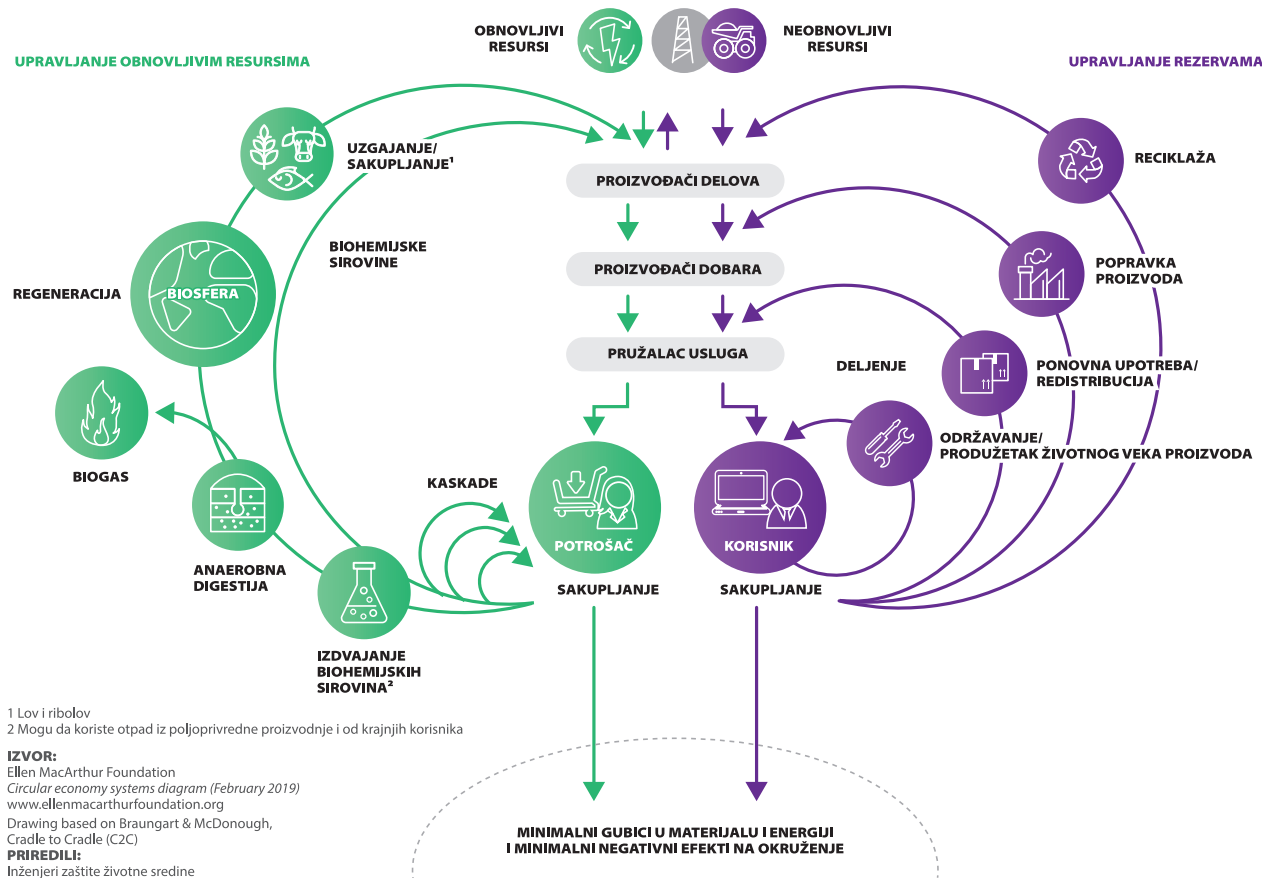 OBNOVLJIVI
RESURSI
NEOBNOVLJIVI
RESURSI
UPRAVLJANJE OBNOVLJIVIM RESURSIMA
UPRAVLJANJE REZERVAMA
UZGAJANJE/
SAKUPLJANJE¹
RECIKLAŽA
PROIZVOĐAČI DELOVA
BIOHEMIJSKE
SIROVINE
POPRAVKA
PROIZVODA
PROIZVOĐAČI DOBARA
REGENERACIJA
BIOSFERA
PRUŽALAC USLUGA
DELJENJE
PONOVNA UPOTREBA/
REDISTRIBUCIJA
ODRŽAVANJE/
PRODUŽETAK ŽIVOTNOG VEKA PROIZVODA
BIOGAS
KASKADE
POTROŠAČ
KORISNIK
ANAEROBNA
DIGESTIJA
SAKUPLJANJE
SAKUPLJANJE
IZDVAJANJE
BIOHEMIJSKIH
SIROVINA²
1 Lov i ribolov
2 Mogu da koriste otpad iz poljoprivredne proizvodnje i od krajnjih korisnika
IZVOR:
Ellen MacArthur Foundation
Circular economy systems diagram (February 2019)
www.ellenmacarthurfoundation.org
Drawing based on Braungart & McDonough,
Cradle to Cradle (C2C)
PRIREDILI:
Inženjeri zaštite životne sredine
MINIMALNI GUBICI U MATERIJALU I ENERGIJI
I MINIMALNI NEGATIVNI EFEKTI NA OKRUŽENJE